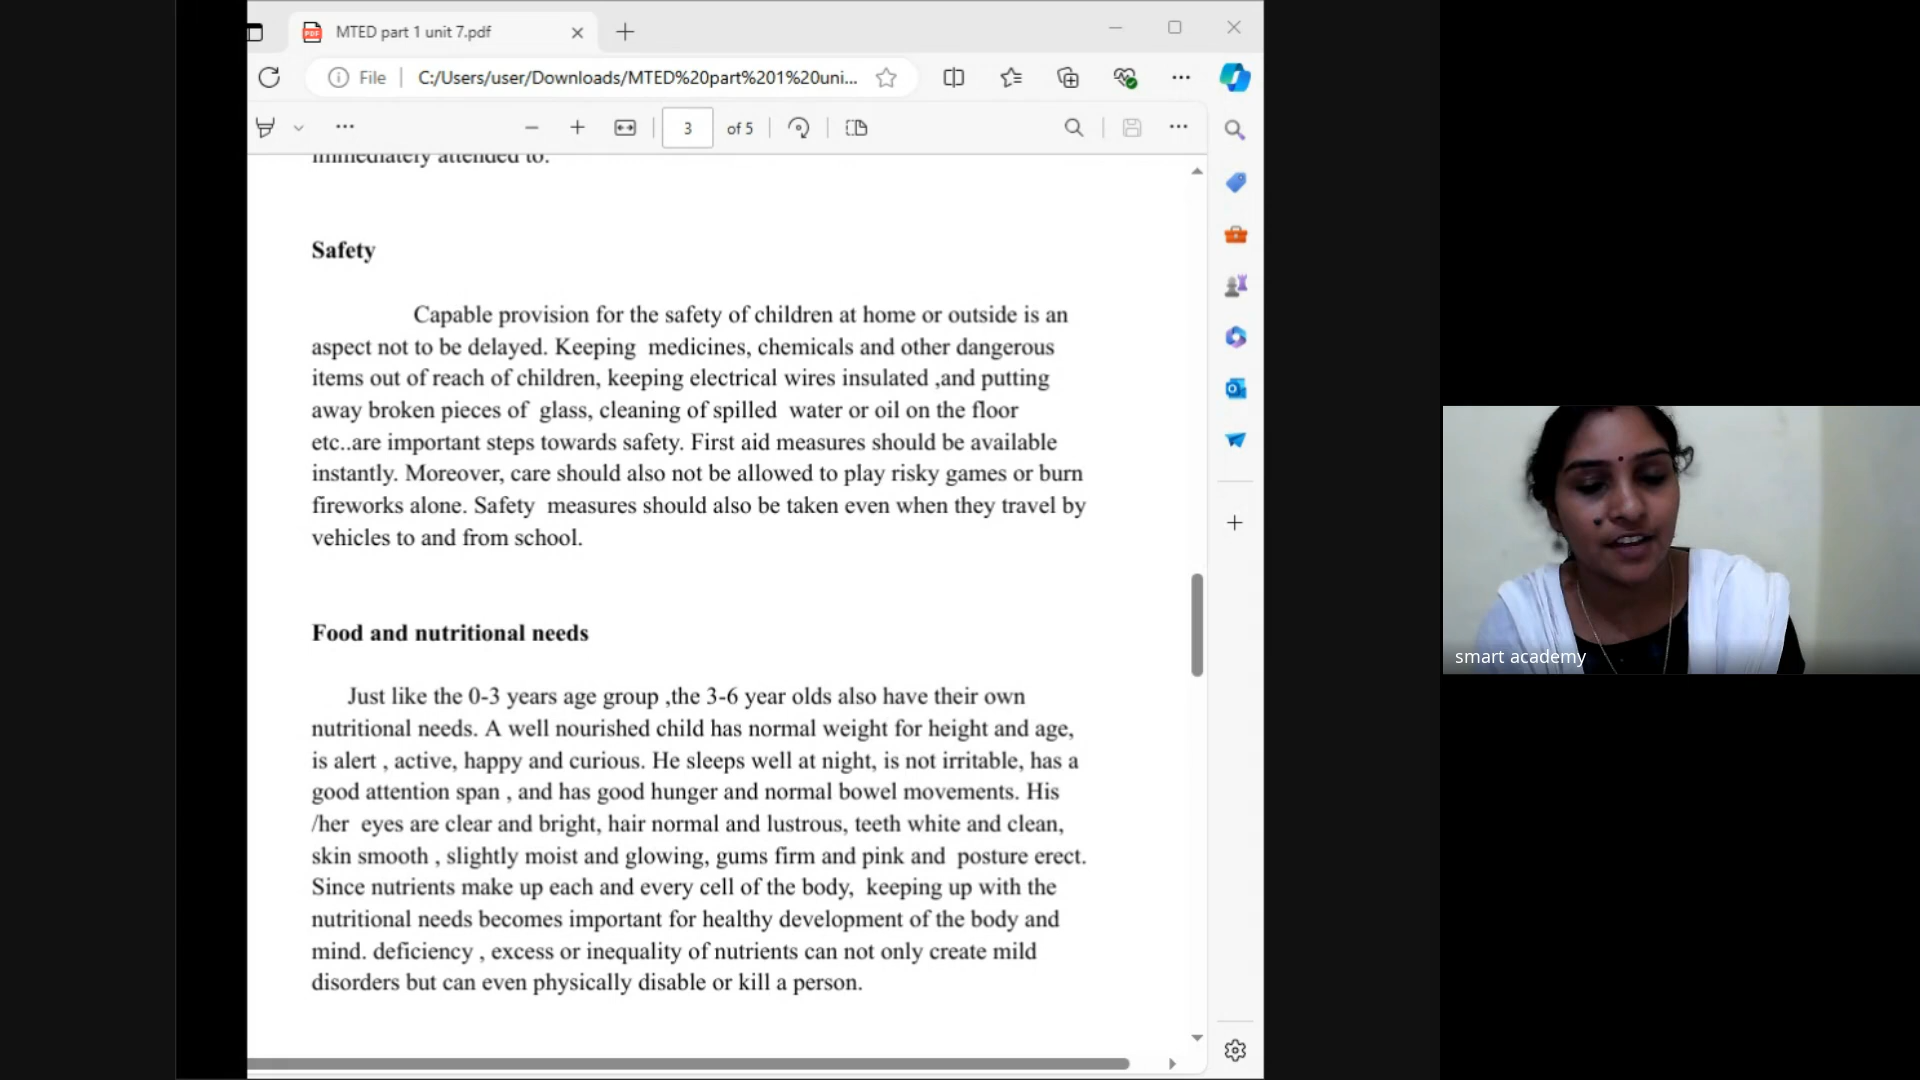 MTED part 1 unit 7.pdf
File
C:/Users/user/Downloads/MTED%20part%201%20uni...
3
of 5
immediately attended to.
Safety
Capable provision for the safety of children at home or outside is an
aspect not to be delayed. Keeping medicines, chemicals and other dangerous
items out of reach of children, keeping electrical wires insulated ,and putting
away broken pieces of glass, cleaning of spilled water or oil on the floor
etc..are important steps towards safety. First aid measures should be available
instantly. Moreover, care should also not be allowed to play risky games or burn
fireworks alone. Safety measures should also be taken even when they travel by
vehicles to and from school.
Food and nutritional needs
Just like the 0-3 years age group ,the 3-6 year olds also have their own
nutritional needs. A well nourished child has normal weight for height and age,
is alert , active, happy and curious. He sleeps well at night, is not irritable, has a
good attention span , and has good hunger and normal bowel movements. His
/her eyes are clear and bright, hair normal and lustrous, teeth white and clean,
skin smooth , slightly moist and glowing, gums firm and pink and posture erect.
Since nutrients make up each and every cell of the body, keeping up with the
nutritional needs becomes important for healthy development of the body and
mind. deficiency , excess or inequality of nutrients can not only create mild
disorders but can even physically disable or kill a person.
smart academy